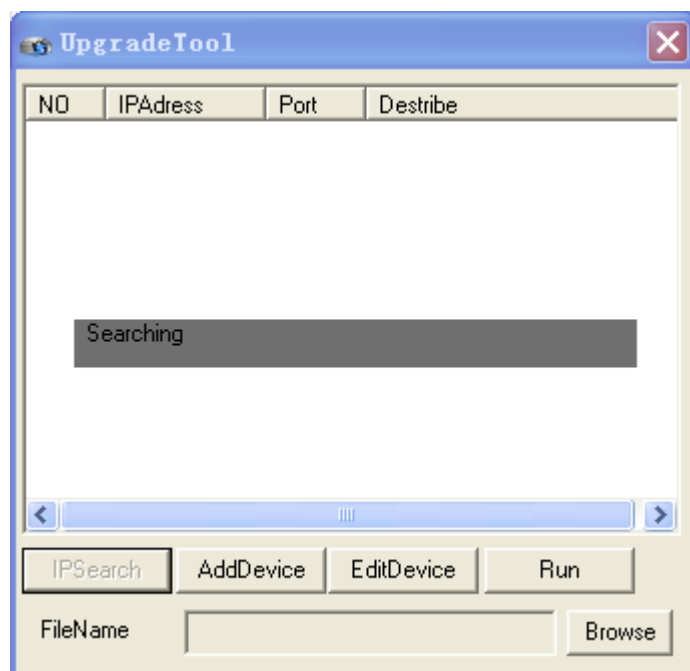 UpgradeTool
NO IPAdress Port Destribe
Searching
IPSearch AddDevice EditDevice Run
FileName Browse